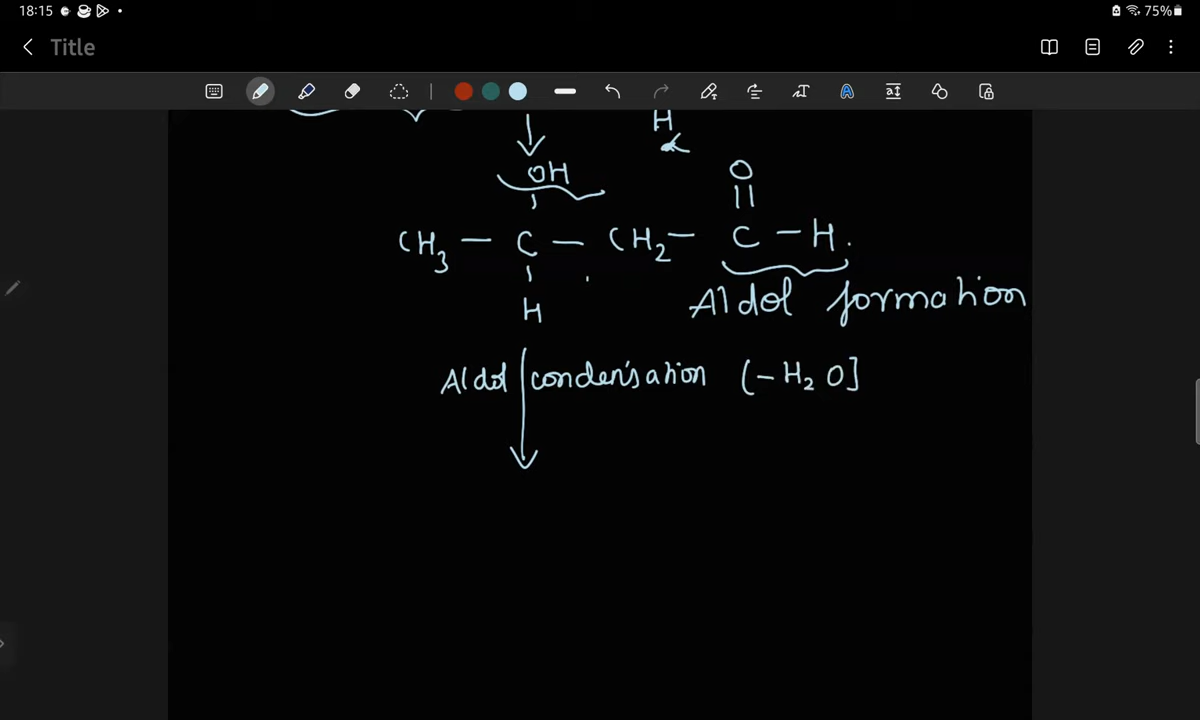 18:15 75%
Title
H
α
OH
O
||
CH3 — C — CH2 — C — H.
H
Aldol formation
Aldol condensation (-H2O]